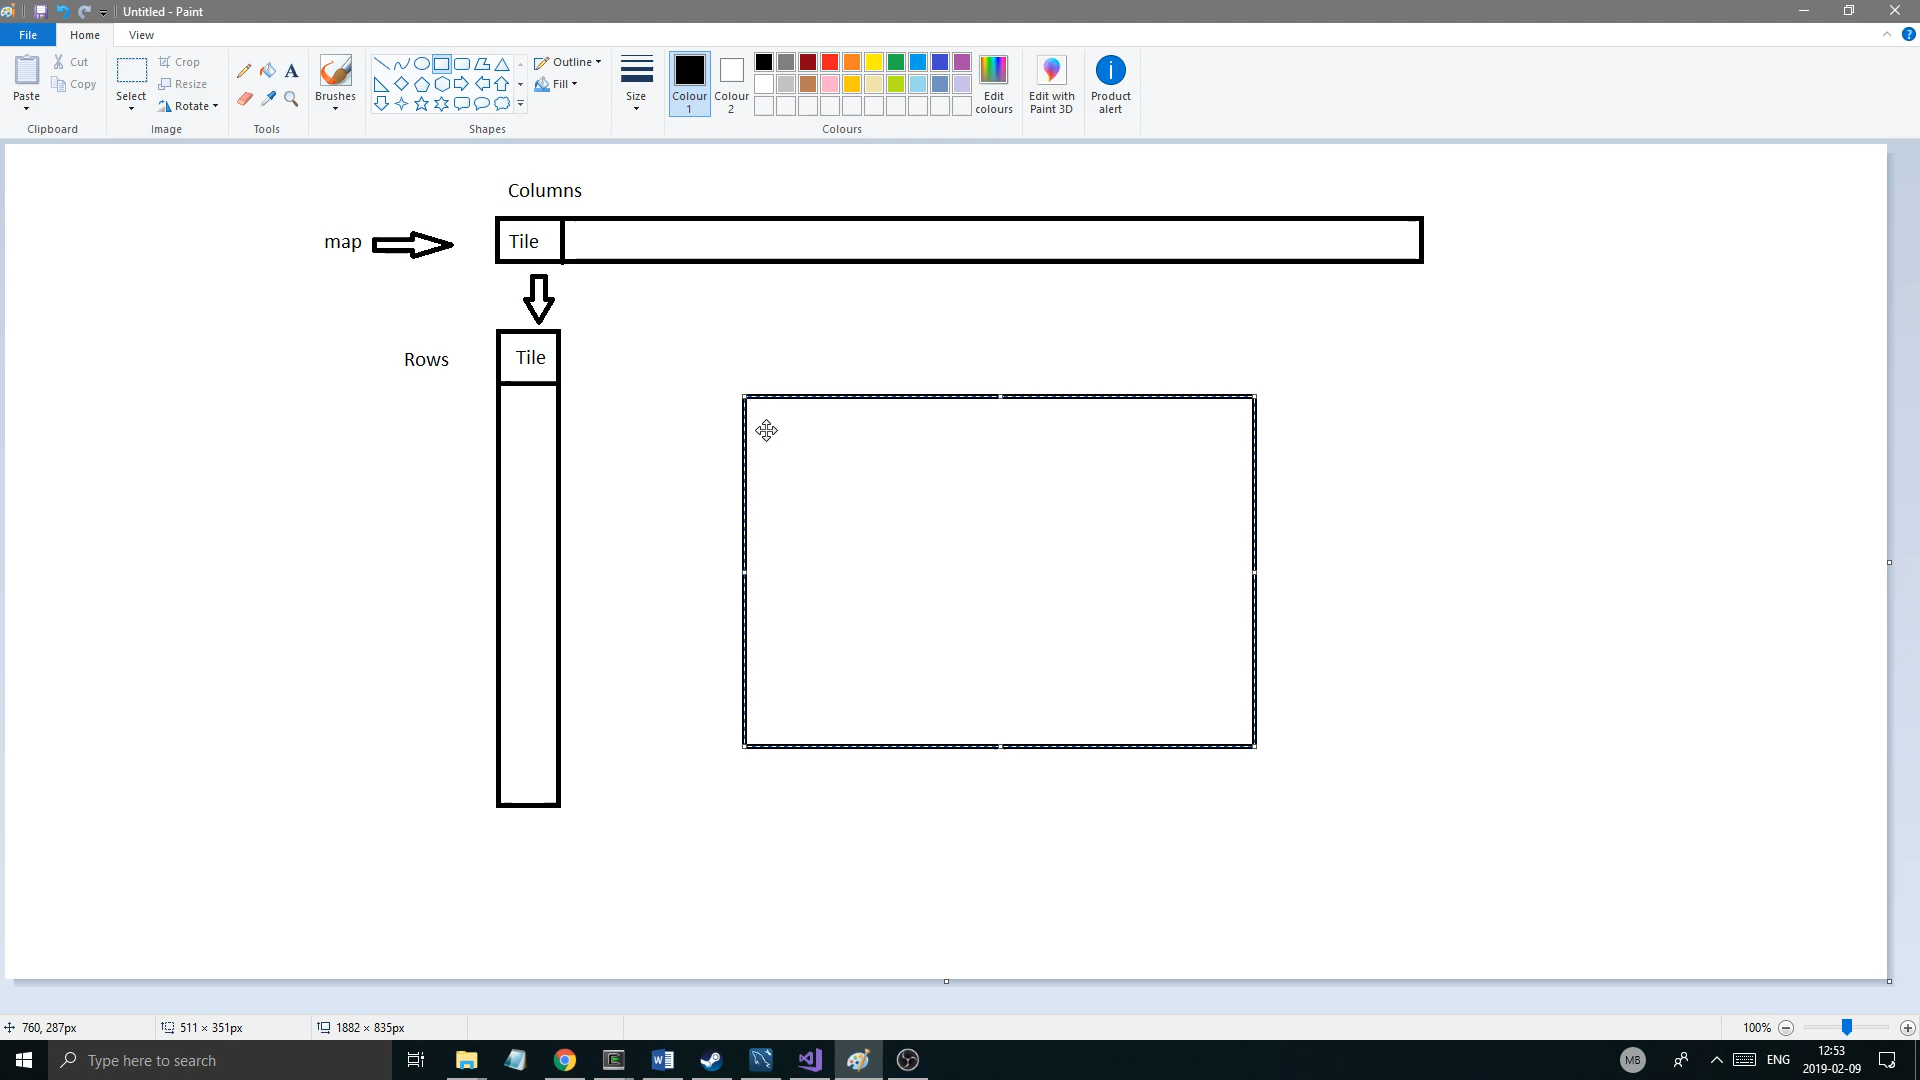 Untitled - Paint
File Home View
Paste
Cut
Copy
Clipboard
Select
Crop
Resize
Rotate
Image
Tools
Brushes
Shapes
Outline
Fill
Size
Colour 1
Colour 2
Colours
Edit colours
Edit with Paint 3D
Product alert
Columns
map
Tile
Rows
Tile
760, 287px
511 × 351px
1882 × 835px
100%
Type here to search
MB
ENG
12:53
2019-02-09